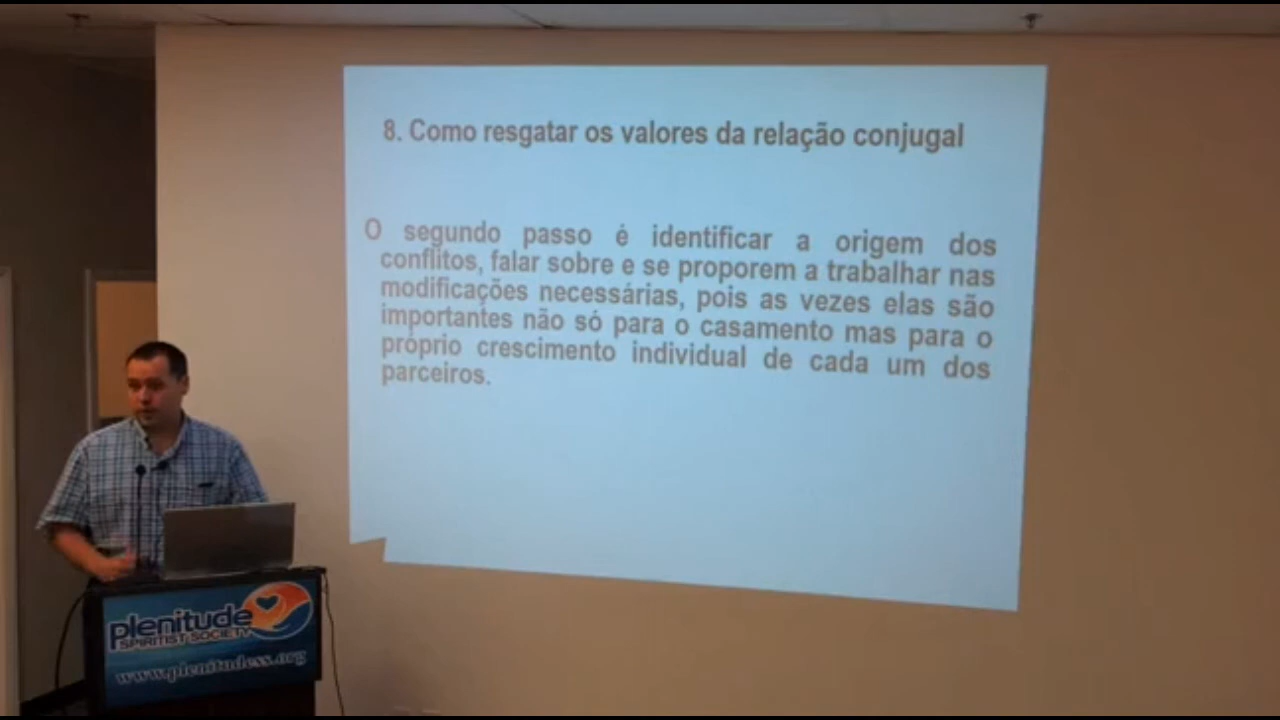 8. Como resgatar os valores da relação conjugal
O segundo passo é identificar a origem dos
conflitos, falar sobre e se proporem a trabalhar nas
modificações necessárias, pois as vezes elas são
importantes não só para o casamento mas para o
próprio crescimento individual de cada um dos
parceiros.
plenitude
SPIRITIST SOCIETY
www.plenitudess.org